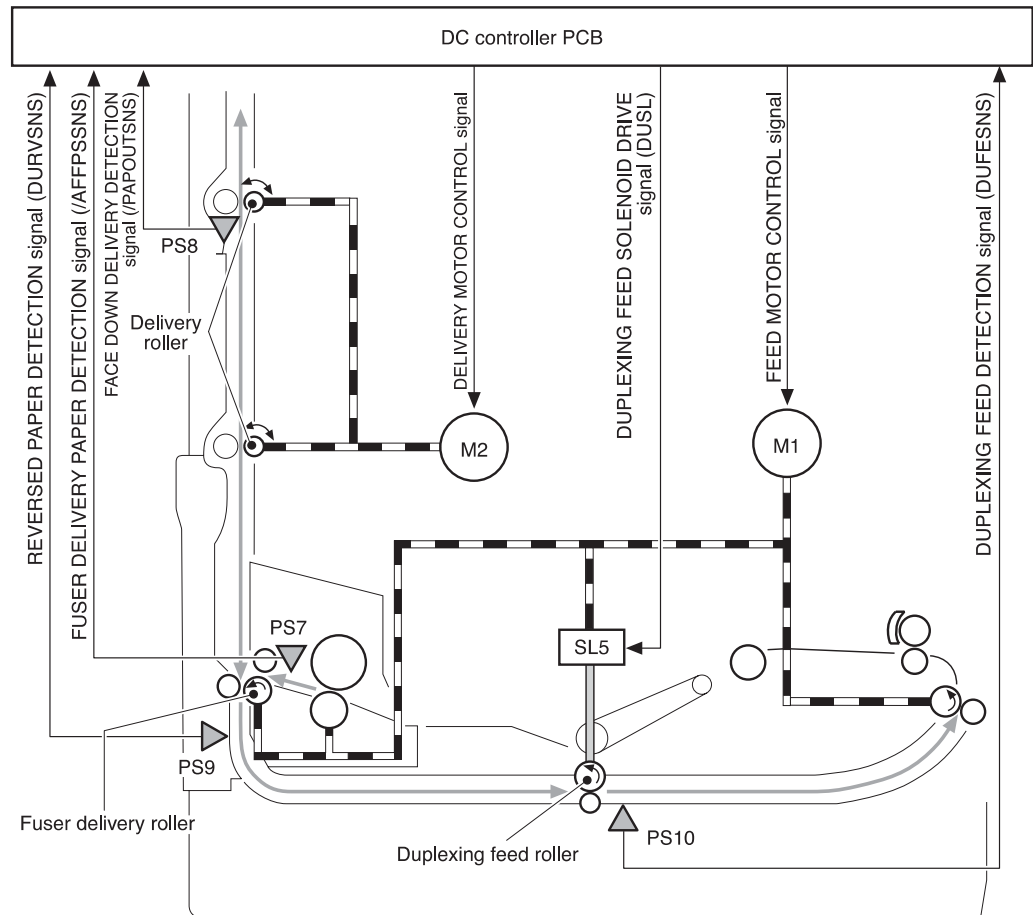 DC controller PCB
REVERSED PAPER DETECTION signal (DURVSNS)
FUSER DELIVERY PAPER DETECTION signal (/AFFPSSNS)
FACE DOWN DELIVERY DETECTION
signal (/PAPOUTSNS)
DELIVERY MOTOR CONTROL signal
DUPLEXING FEED SOLENOID DRIVE
signal (DUSL)
FEED MOTOR CONTROL signal
DUPLEXING FEED DETECTION signal (DUFESNS)
PS8
Delivery
roller
M2
M1
PS7
SL5
PS9
Fuser delivery roller
Duplexing feed roller
PS10